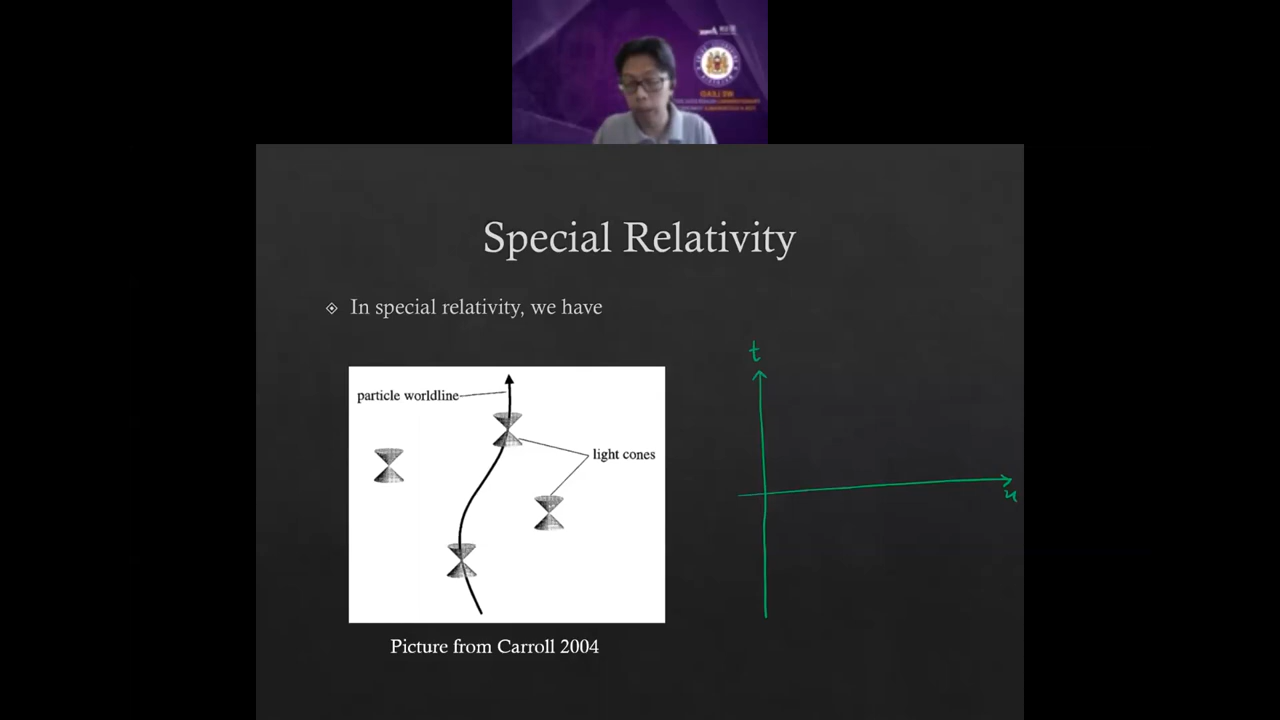 Special Relativity
In special relativity, we have
t
particle worldline
light cones
x
Picture from Carroll 2004